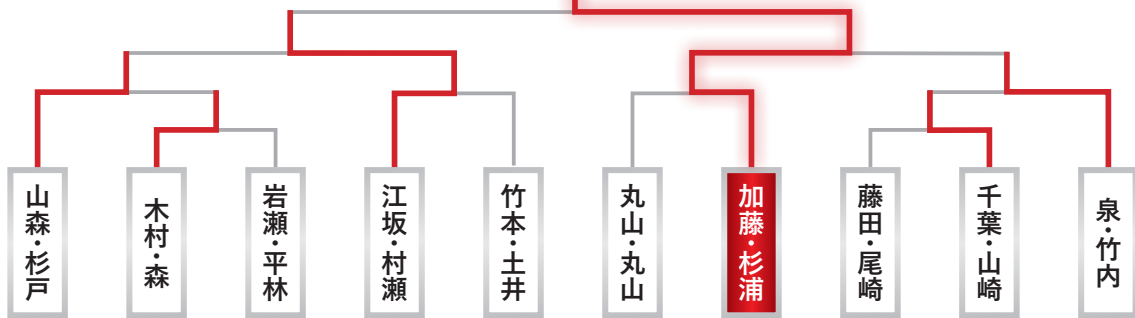 山森・杉戸
木村・森
岩瀬・平林
江坂・村瀬
竹本・土井
丸山・丸山
加藤・杉浦
藤田・尾崎
千葉・山崎
泉・竹内